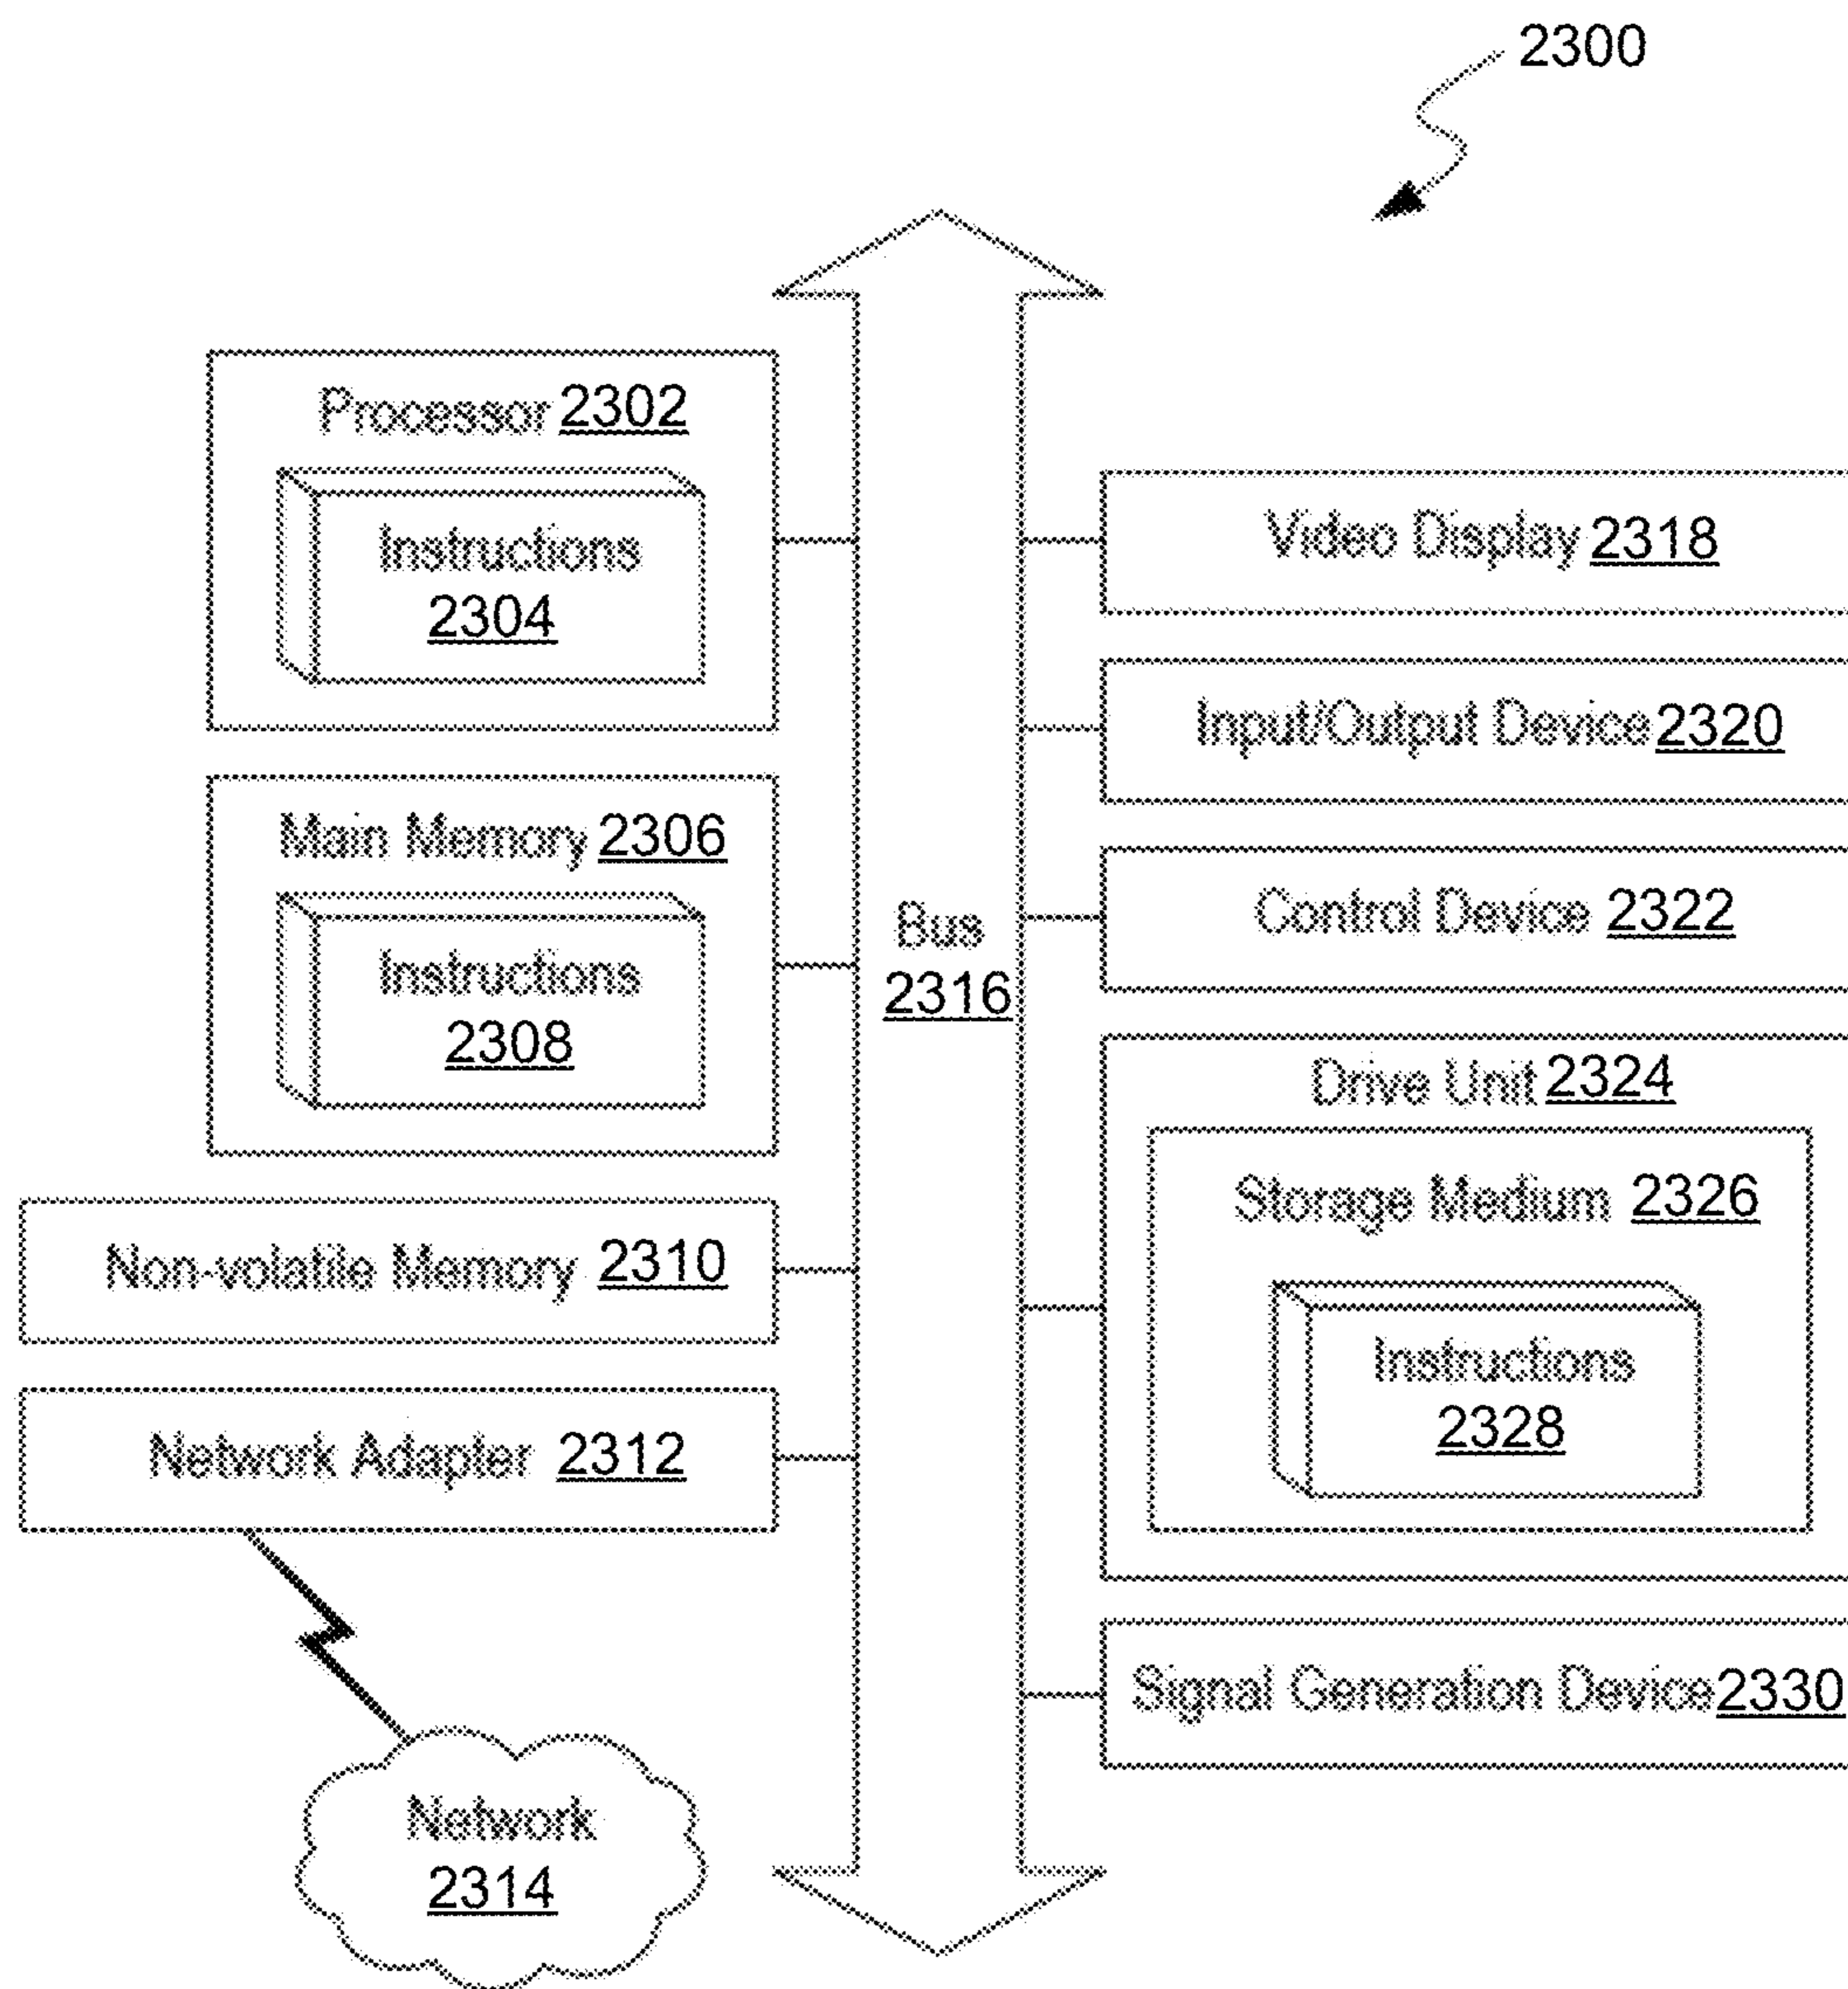 2300
Processor 2302
Instructions
2304
Main Memory 2306
Instructions
2308
Non-volatile Memory 2310
Network Adapter 2312
Network
2314
Bus
2316
Video Display 2318
Input/Output Device 2320
Control Device 2322
Drive Unit 2324
Storage Medium 2326
Instructions
2328
Signal Generation Device 2330